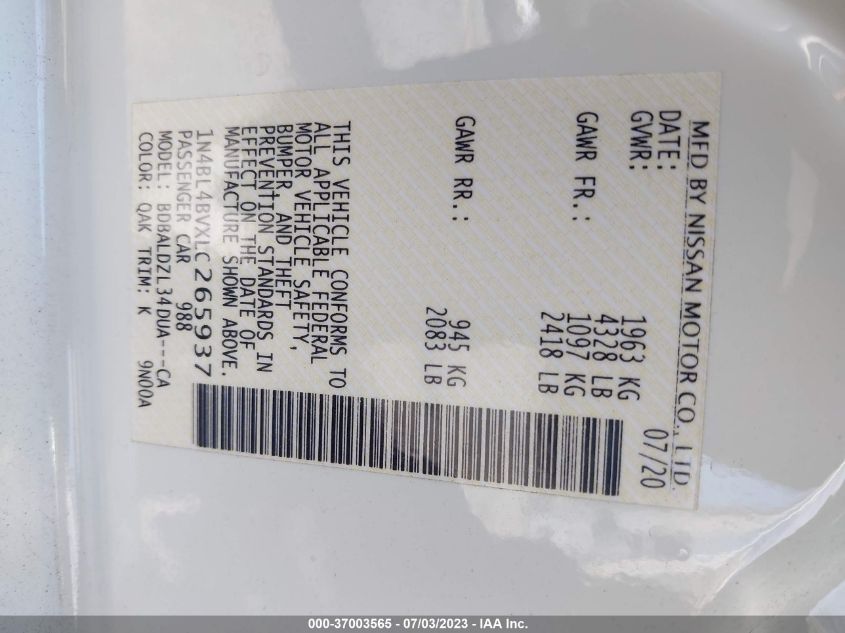 MFD BY NISSAN MOTOR CO., LTD.
DATE: 07/20
GVWR: 1963 KG
4328 LB
GAWR FR.: 1097 KG
2418 LB
GAWR RR.: 945 KG
2083 LB
THIS VEHICLE CONFORMS TO
ALL APPLICABLE FEDERAL
MOTOR VEHICLE SAFETY,
BUMPER, AND THEFT
PREVENTION STANDARDS IN
EFFECT ON THE DATE OF
MANUFACTURE SHOWN ABOVE.
1N4BL4BVXLC265937
PASSENGER CAR 988
MODEL: BDBALDZL34DUA---CA
COLOR: QAK TRIM: K 9N00A
000-37003565 - 07/03/2023 - IAA Inc.